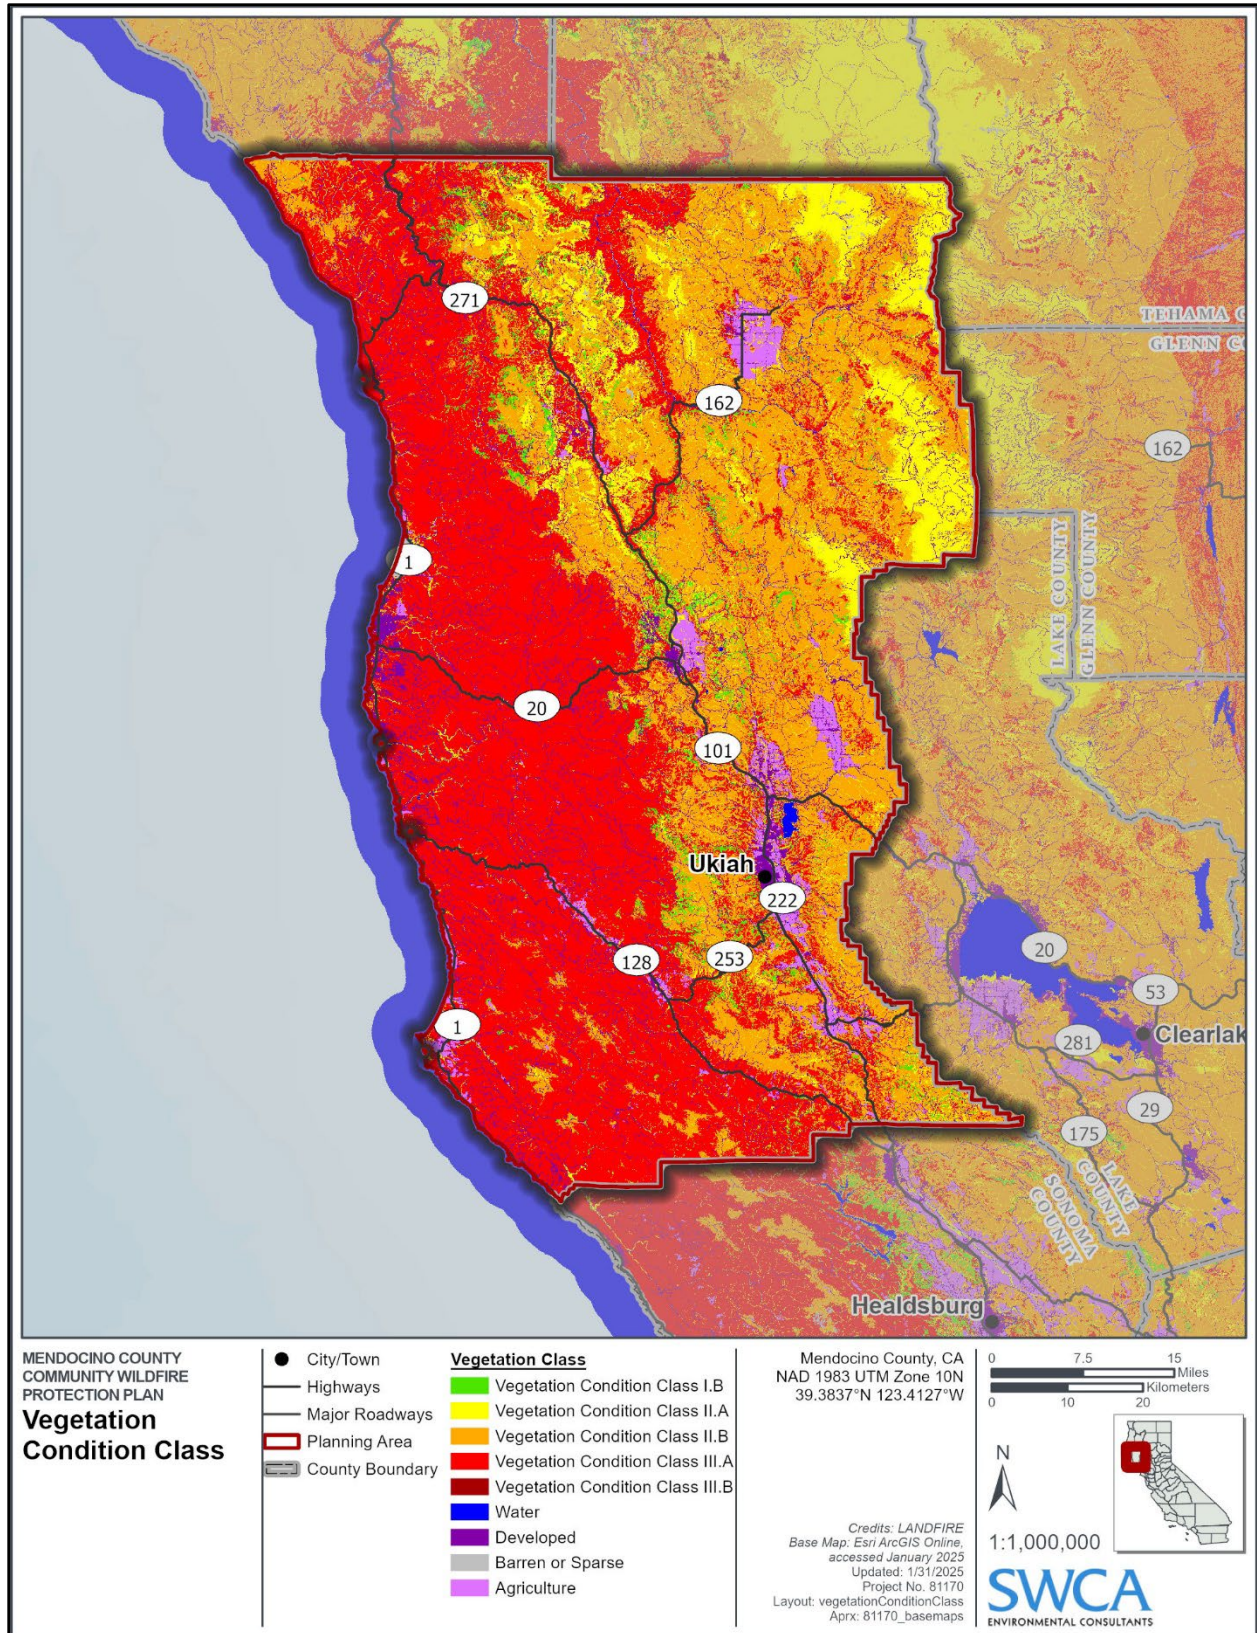 TEHAMA C
GLENN CO
271
162
162
1
LAKE COUNTY
GLENN COUNTY
20
101
Ukiah
222
253
128
20
53
1
Clearlak
281
29
175
LAKE
COUNTY
SONOMA
COUNTY
Healdsburg
MENDOCINO COUNTY
COMMUNITY WILDFIRE
PROTECTION PLAN
Vegetation
Condition Class
City/Town
Highways
Major Roadways
Planning Area
County Boundary
Vegetation Class
Vegetation Condition Class I.B
Vegetation Condition Class II.A
Vegetation Condition Class II.B
Vegetation Condition Class III.A
Vegetation Condition Class III.B
Water
Developed
Barren or Sparse
Agriculture
Mendocino County, CA
NAD 1983 UTM Zone 10N
39.3837°N 123.4127°W
Credits: LANDFIRE
Base Map: Esri ArcGIS Online,
accessed January 2025
Updated: 1/31/2025
Project No. 81170
Layout: vegetationConditionClass
Aprx: 81170_basemaps
0 7.5 15
Miles
Kilometers
0 10 20
N
1:1,000,000
SWCA
ENVIRONMENTAL CONSULTANTS